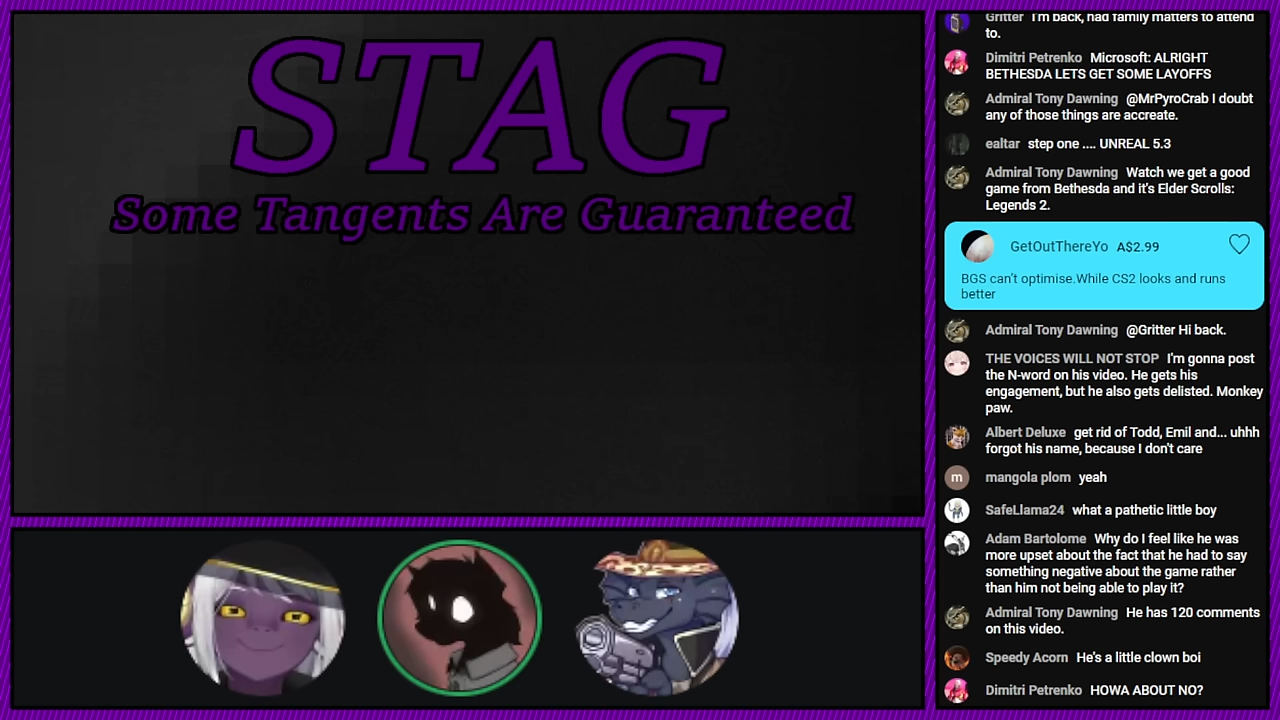 STAG
Some Tangents Are Guaranteed
Gritter I'm back, had family matters to attend
to.
Dimitri Petrenko Microsoft: ALRIGHT
BETHESDA LETS GET SOME LAYOFFS
Admiral Tony Dawning @MrPyroCrab I doubt
any of those things are accreate.
ealtar step one .... UNREAL 5.3
Admiral Tony Dawning Watch we get a good
game from Bethesda and it's Elder Scrolls:
Legends 2.
GetOutThereYo A$2.99
BGS can't optimise.While CS2 looks and runs
better
Admiral Tony Dawning @Gritter Hi back.
THE VOICES WILL NOT STOP I'm gonna post
the N-word on his video. He gets his
engagement, but he also gets delisted. Monkey
paw.
Albert Deluxe get rid of Todd, Emil and... uhhh
forgot his name, because I don't care
m
mangola plom yeah
SafeLlama24 what a pathetic little boy
Adam Bartolome Why do I feel like he was
more upset about the fact that he had to say
something negative about the game rather
than him not being able to play it?
Admiral Tony Dawning He has 120 comments
on this video.
Speedy Acorn He's a little clown boi
Dimitri Petrenko HOWA ABOUT NO?